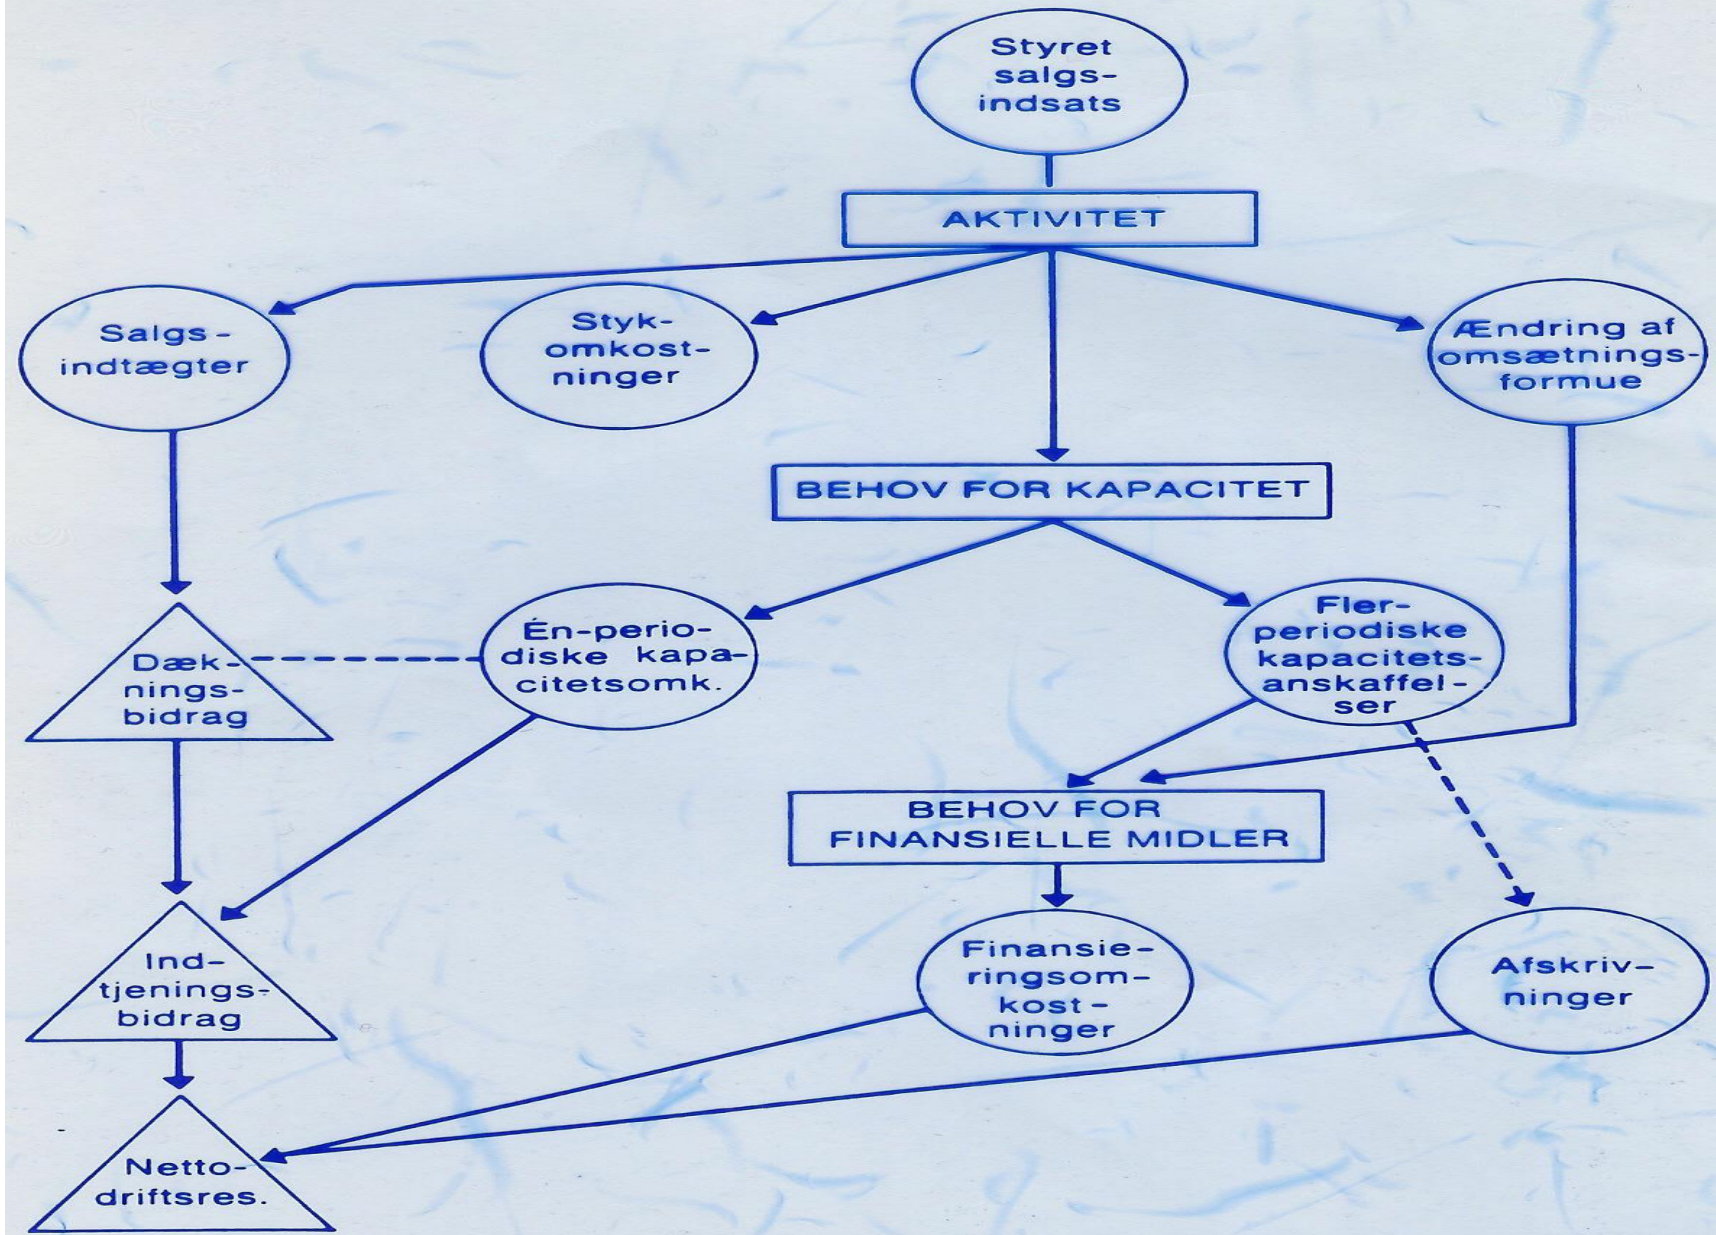 Styret
salgs-
indsats
AKTIVITET
Salgs-
indtægter
Styk-
omkost-
ninger
Ændring af
omsætnings-
formue
BEHOV FOR KAPACITET
Dæk-
nings-
bidrag
Én-perio-
diske kapa-
citetsomk.
Fler-
periodiske
kapacitets-
anskaffel-
ser
BEHOV FOR
FINANSIELLE MIDLER
Ind-
tjenings-
bidrag
Finansie-
ringsom-
kost-
ninger
Afskriv-
ninger
Netto-
driftsres.